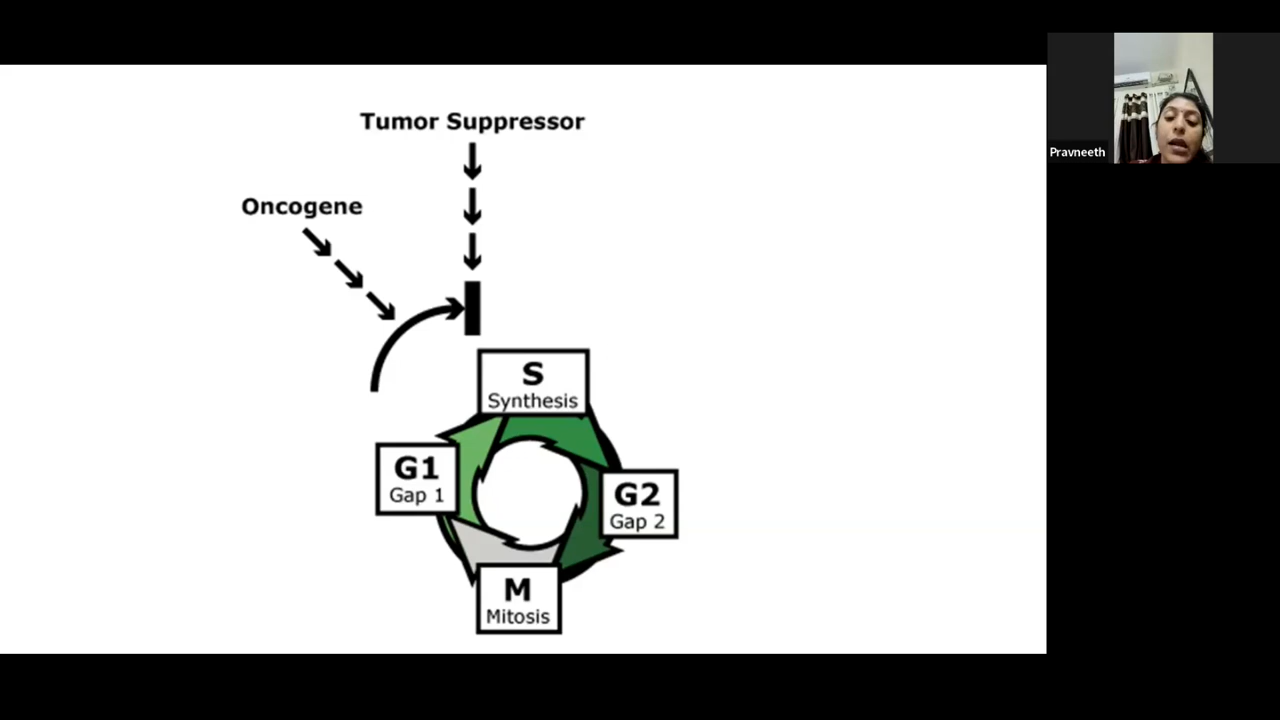 Tumor Suppressor
Pravneeth
Oncogene
S
Synthesis
G1
Gap 1
G2
Gap 2
M
Mitosis